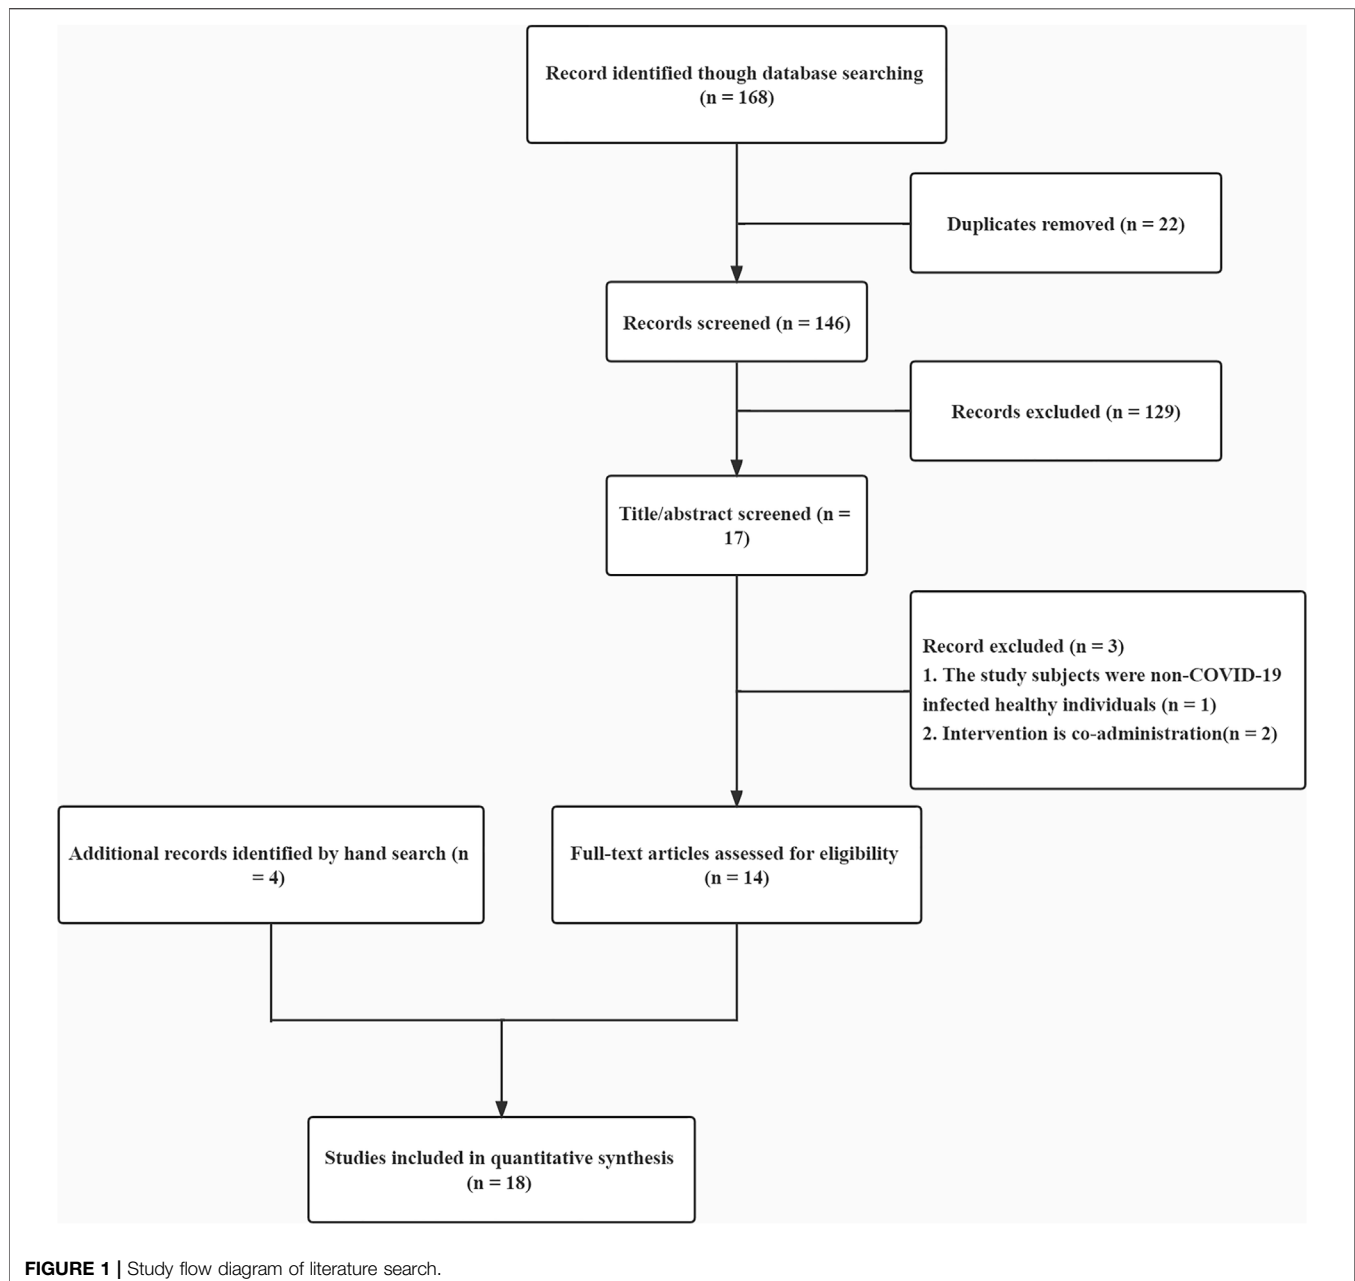 Record identified though database searching
(n = 168)
Duplicates removed (n = 22)
Records screened (n = 146)
Records excluded (n = 129)
Title/abstract screened (n =
17)
Record excluded (n = 3)
1. The study subjects were non-COVID-19
infected healthy individuals (n = 1)
2. Intervention is co-administration(n = 2)
Additional records identified by hand search (n
= 4)
Full-text articles assessed for eligibility
(n = 14)
Studies included in quantitative synthesis
(n = 18)
FIGURE 1 | Study flow diagram of literature search.